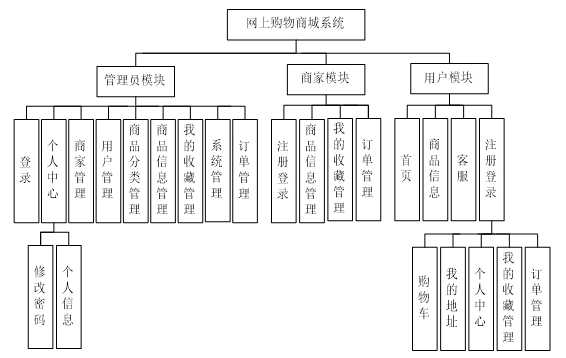 网上购物商城系统
管理员模块
商家模块
用户模块
登录
个人中心
商家管理
用户管理
商品分类管理
商品信息管理
我的收藏管理
系统管理
订单管理
注册登录
商品信息管理
我的收藏管理
订单管理
首页
商品信息
客服
注册登录
修改密码
个人信息
购物车
我的地址
个人中心
我的收藏管理
订单管理